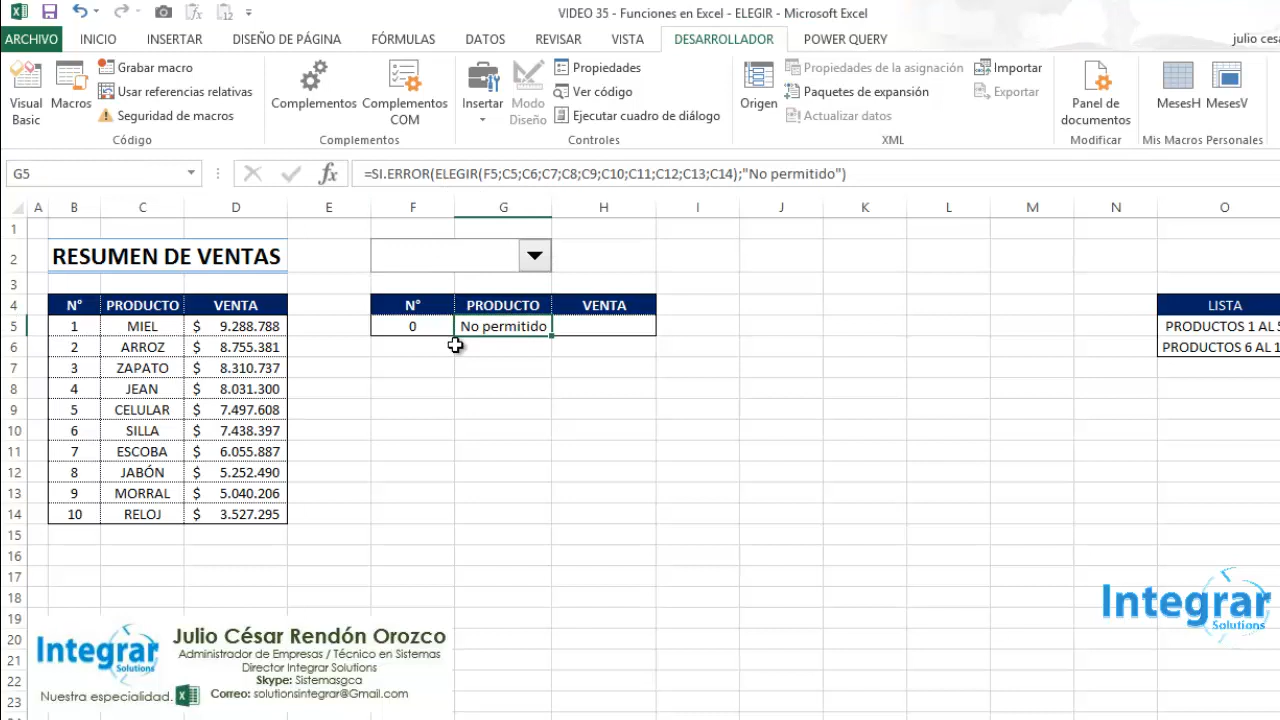 VIDEO 35 - Funciones en Excel - ELEGIR - Microsoft Excel
ARCHIVO INICIO INSERTAR DISEÑO DE PÁGINA FÓRMULAS DATOS REVISAR VISTA DESARROLLADOR POWER QUERY julio cesa
Visual Basic
Macros
Grabar macro
Usar referencias relativas
Seguridad de macros
Código
Complementos
Complementos COM
Complementos
Insertar
Modo Diseño
Propiedades
Ver código
Ejecutar cuadro de diálogo
Controles
Origen
Propiedades de la asignación
Paquetes de expansión
Actualizar datos
Importar
Exportar
XML
Panel de documentos
Modificar
MesesH MesesV
Mis Macros Personales
G5 fx =SI.ERROR(ELEGIR(F5;C5;C6;C7;C8;C9;C10;C11;C12;C13;C14);"No permitido")
A B C D E F G H I J K L M N O
1
2 RESUMEN DE VENTAS
3
4 N° PRODUCTO VENTA N° PRODUCTO VENTA LISTA
5 1 MIEL $ 9.288.788 0 No permitido PRODUCTOS 1 AL 5
6 2 ARROZ $ 8.755.381 PRODUCTOS 6 AL 1
7 3 ZAPATO $ 8.310.737
8 4 JEAN $ 8.031.300
9 5 CELULAR $ 7.497.608
10 6 SILLA $ 7.438.397
11 7 ESCOBA $ 6.055.887
12 8 JABÓN $ 5.252.490
13 9 MORRAL $ 5.040.206
14 10 RELOJ $ 3.527.295
15
16
17
18
19
20
21
22
23
Integrar
Solutions
Nuestra especialidad.
Julio César Rendón Orozco
Administrador de Empresas / Técnico en Sistemas
Director Integrar Solutions
Skype: Sistemasgca
Correo: solutionsintegrar@Gmail.com
Integrar
Solutions